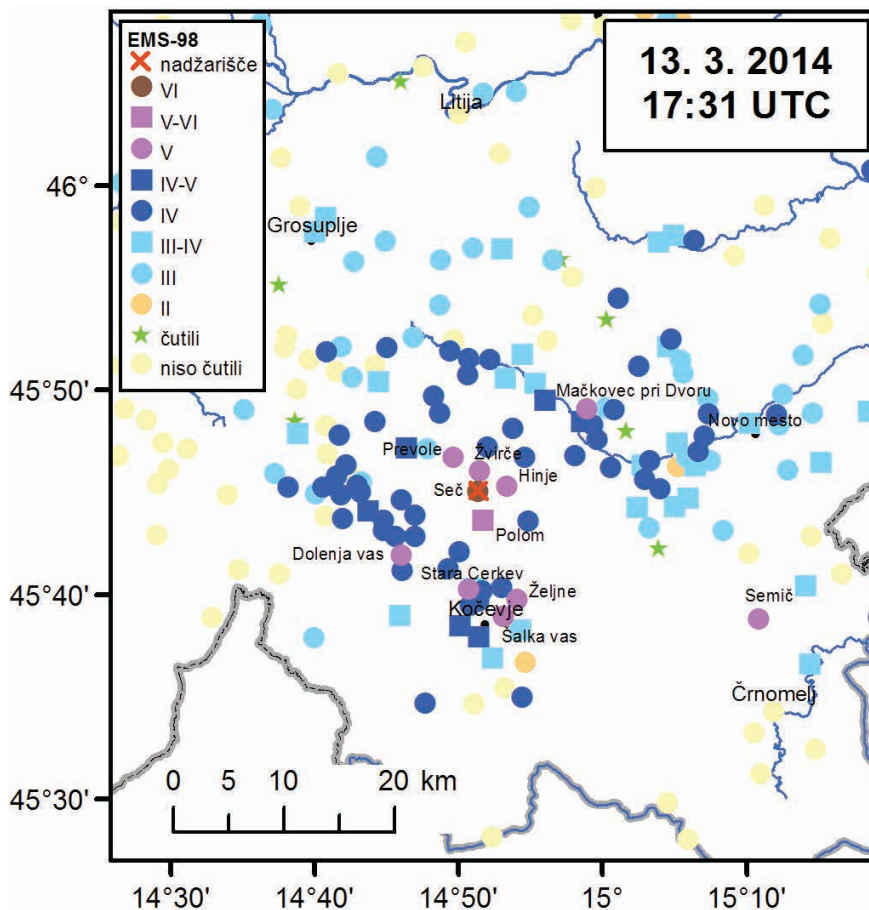 EMS-98
nadžarišče
VI
V-VI
V
IV-V
IV
III-IV
III
II
čutili
niso čutili
13. 3. 2014
17:31 UTC
Litija
Grosuplje
Mačkovec pri Dvoru
Novo mesto
Prevole
Žvirče
Hinje
Seč
Polom
Dolenja vas
Stara Cerkev
Željne
Kočevje
Šalka vas
Semič
Črnomelj
46°
45°50'
45°40'
45°30'
0 5 10 20 km
14°30' 14°40' 14°50' 15° 15°10'